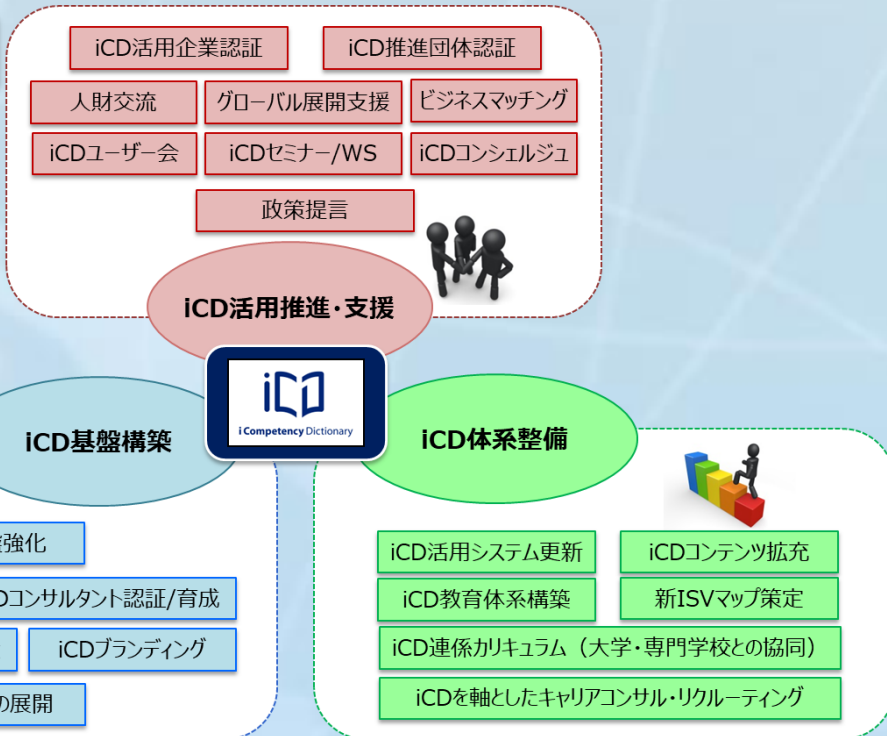 iCD活用企業認証
iCD推進団体認証
人財交流
グローバル展開支援
ビジネスマッチング
iCDユーザー会
iCDセミナー/WS
iCDコンシェルジュ
政策提言
iCD活用推進・支援
iCD
i Competency Dictionary
iCD基盤構築
強化
コンサルタント認証/育成
iCDブランディング
の展開
iCD体系整備
iCD活用システム更新
iCDコンテンツ拡充
iCD教育体系構築
新ISVマップ策定
iCD連係カリキュラム（大学・専門学校との協同）
iCDを軸としたキャリアコンサル・リクルーティング